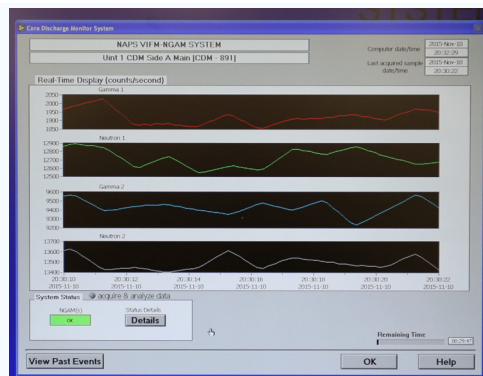 Core Discharge Monitor System
NAPS VIFM-NGAM SYSTEM
Uint 1 CDM Side A Main [CDM - 891]
Computer date/time
2015-Nov-10
20:32:29
Last acquired sample date/time
2015-Nov-10
20:30:22
Real-Time Display (counts/second)
Gamma 1
2050
2000
1950
1900
1850
Neutron 1
12900
12800
12700
12600
12500
Gamma 2
9600
9500
9400
9300
9200
Neutron 2
13700
13600
13500
13400
20:30:10 20:30:12 20:30:14 20:30:16 20:30:18 20:30:20 20:30:22
2015-11-10 2015-11-10 2015-11-10 2015-11-10 2015-11-10 2015-11-10 2015-11-10
System Status acquire & analyze data
NGAM(s)
OK
Status Details
Details
Remaining Time
00:29:47
View Past Events
OK
Help